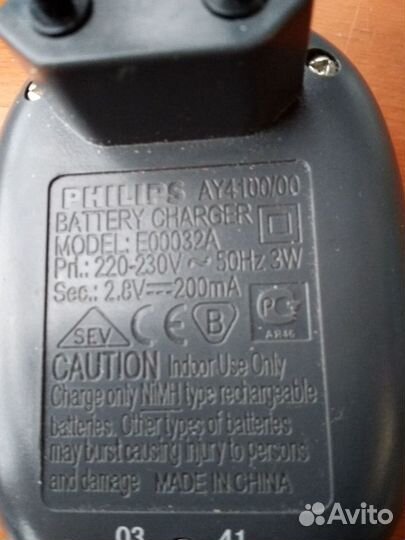 PHILIPS AY4100/00
BATTERY CHARGER
MODEL: E00032A
Pri.: 220-230V ~ 50Hz 3W
Sec.: 2.8V⎓200mA
SEV CE B PC
AЯ46
CAUTION Indoor Use Only
Charge only NiMH type rechargeable
batteries. Other types of batteries
may burst causing injury to persons
and damage MADE IN CHINA
03 41
Avito